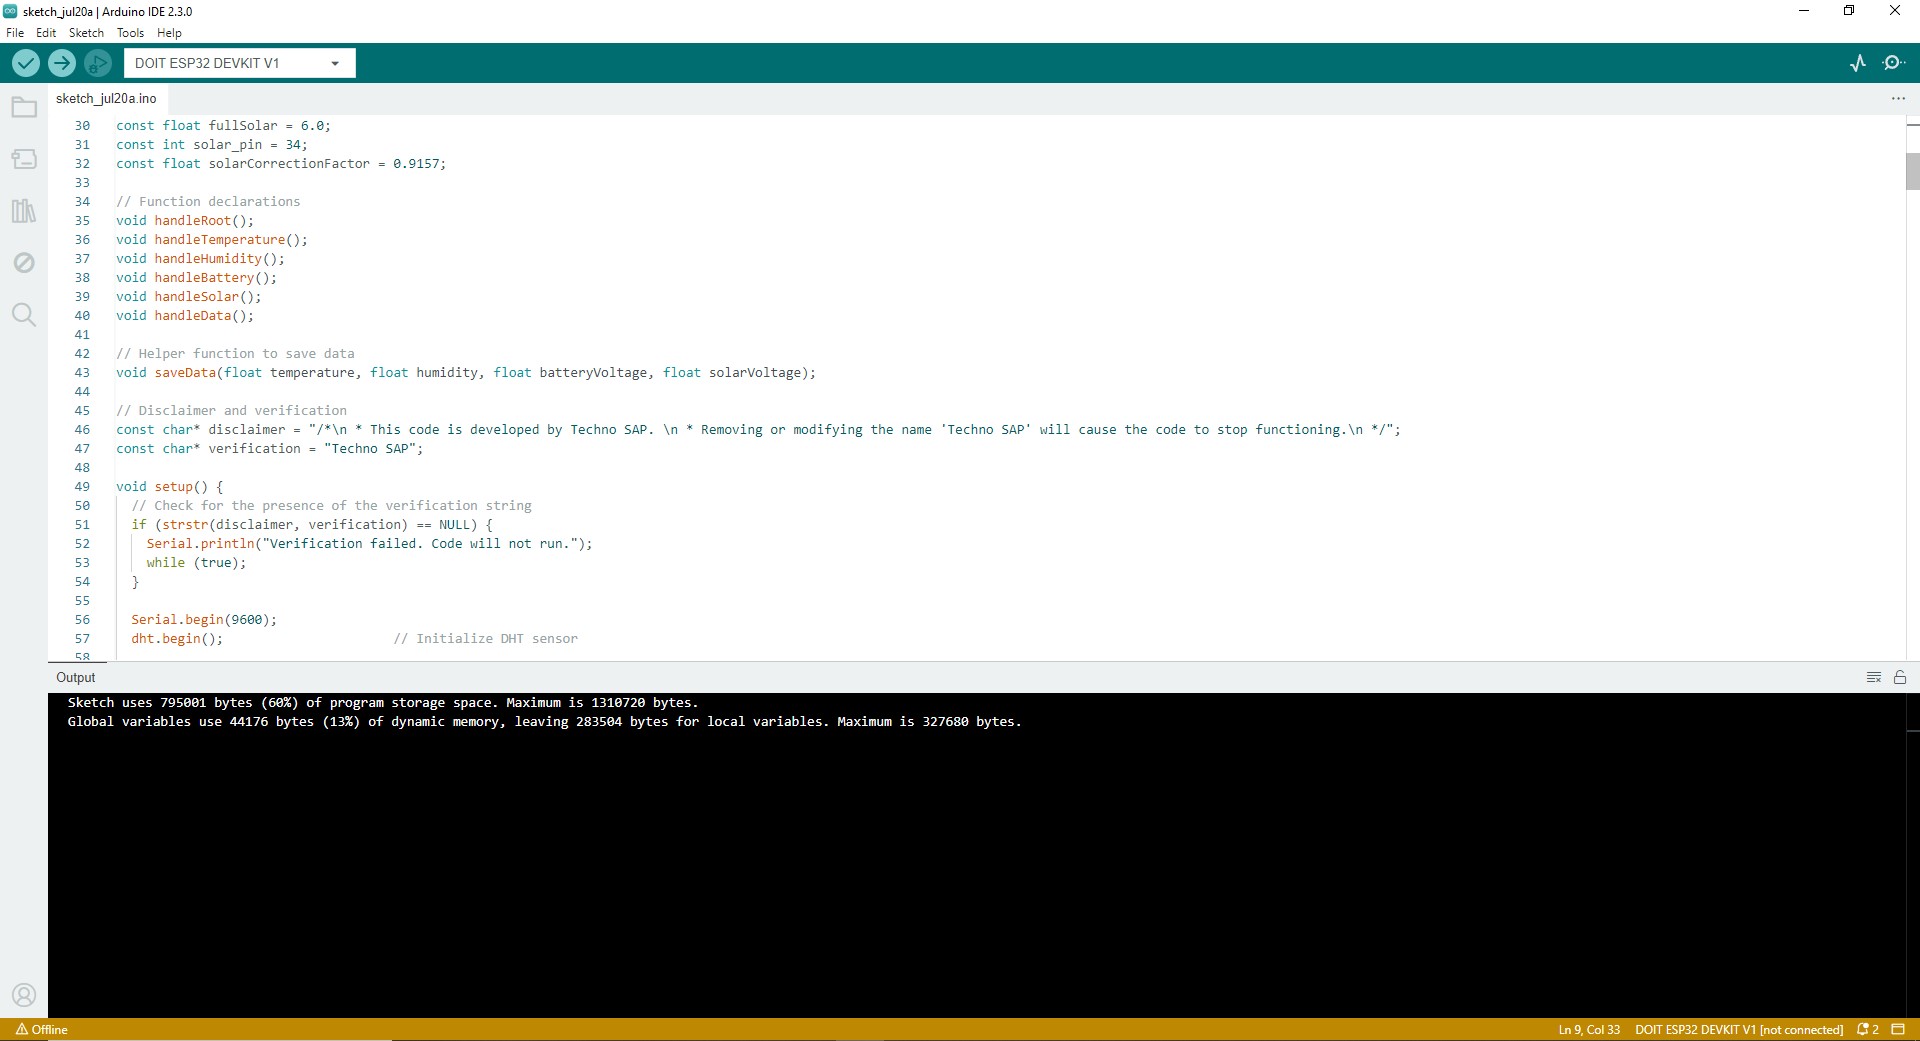 sketch_jul20a | Arduino IDE 2.3.0
File Edit Sketch Tools Help
DOIT ESP32 DEVKIT V1
sketch_jul20a.ino
30 const float fullSolar = 6.0;
31 const int solar_pin = 34;
32 const float solarCorrectionFactor = 0.9157;
33
34 // Function declarations
35 void handleRoot();
36 void handleTemperature();
37 void handleHumidity();
38 void handleBattery();
39 void handleSolar();
40 void handleData();
41
42 // Helper function to save data
43 void saveData(float temperature, float humidity, float batteryVoltage, float solarVoltage);
44
45 // Disclaimer and verification
46 const char* disclaimer = "/*\n * This code is developed by Techno SAP. \n * Removing or modifying the name 'Techno SAP' will cause the code to stop functioning.\n */";
47 const char* verification = "Techno SAP";
48
49 void setup() {
50 // Check for the presence of the verification string
51 if (strstr(disclaimer, verification) == NULL) {
52 Serial.println("Verification failed. Code will not run.");
53 while (true);
54 }
55
56 Serial.begin(9600);
57 dht.begin(); // Initialize DHT sensor
58
Output
Sketch uses 795001 bytes (60%) of program storage space. Maximum is 1310720 bytes.
Global variables use 44176 bytes (13%) of dynamic memory, leaving 283504 bytes for local variables. Maximum is 327680 bytes.
Offline
Ln 9, Col 33 DOIT ESP32 DEVKIT V1 [not connected] 2